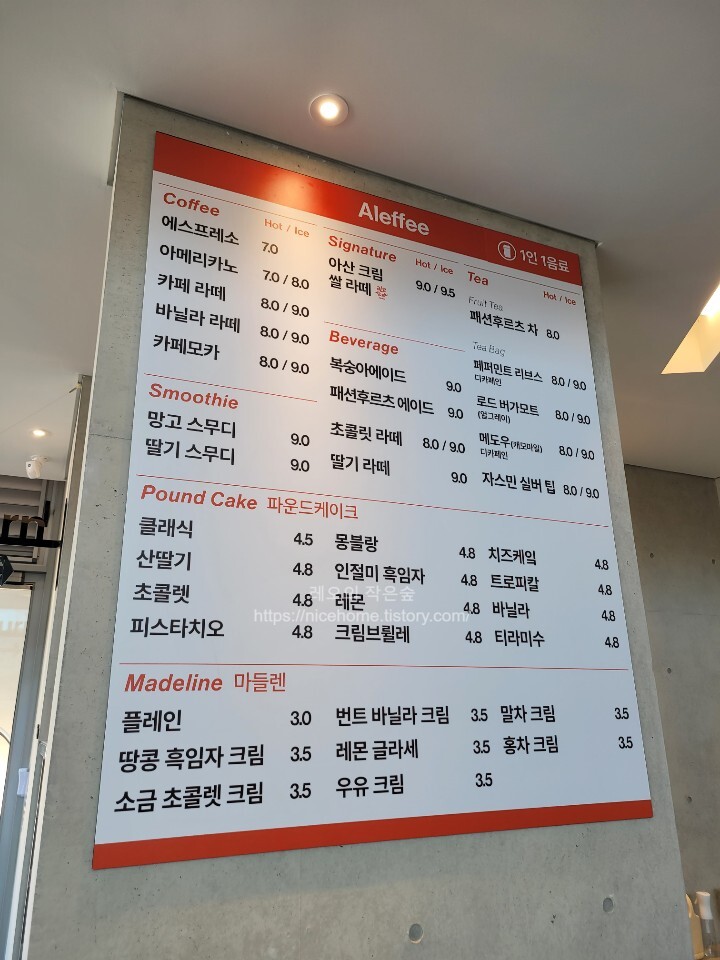 Aleffee
1인 1음료
Coffee
Hot / Ice
에스프레소 7.0
아메리카노 7.0 / 8.0
카페 라떼 8.0 / 9.0
바닐라 라떼 8.0 / 9.0
카페모카 8.0 / 9.0
Smoothie
망고 스무디 9.0
딸기 스무디 9.0
Signature
Hot / Ice
아산 크림
쌀 라떼 9.0 / 9.5
Beverage
복숭아에이드 9.0
패션후르츠 에이드 9.0
초콜릿 라떼 8.0 / 9.0
딸기 라떼 9.0
Tea
Hot / Ice
Fruit Tea
패션후르츠 차 8.0
Tea Bag
페퍼민트 리브스 8.0 / 9.0
디카페인
로드 버가모트 8.0 / 9.0
(얼그레이)
메도우(캐모마일) 8.0 / 9.0
디카페인
자스민 실버 팁 8.0 / 9.0
Pound Cake 파운드케이크
클래식 4.5
산딸기 4.8
초콜렛 4.8
피스타치오 4.8
몽블랑 4.8
인절미 흑임자 4.8
레몬 4.8
크림브륄레 4.8
치즈케잌 4.8
트로피칼 4.8
바닐라 4.8
티라미수 4.8
레오의 작은숲
https://nicehome.tistory.com/
Madeline 마들렌
플레인 3.0
땅콩 흑임자 크림 3.5
소금 초콜렛 크림 3.5
번트 바닐라 크림 3.5
레몬 글라세 3.5
우유 크림 3.5
말차 크림 3.5
홍차 크림 3.5